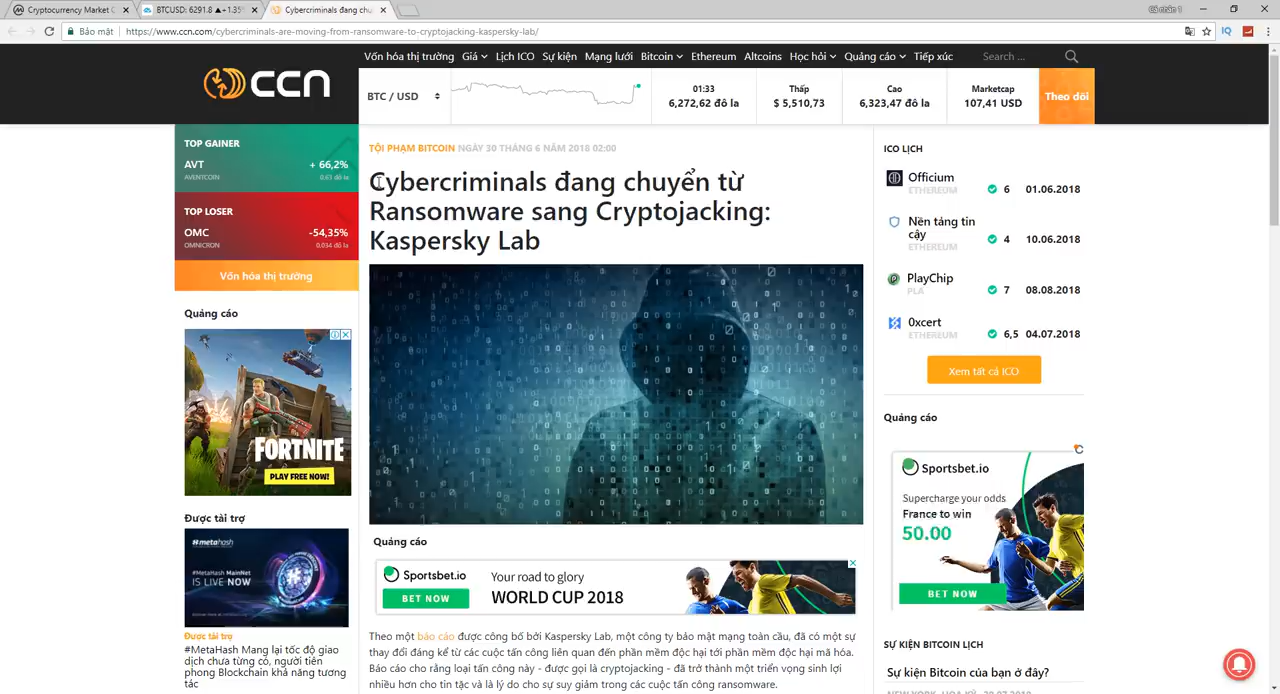 Cryptocurrency Market C
BTCUSD: 6291.8 ▲+1.35%
Cybercriminals đang chu
Cá nhân 1
Bảo mật
https://www.ccn.com/cybercriminals-are-moving-from-ransomware-to-cryptojacking-kaspersky-lab/
IQ
Vốn hóa thị trường Giá Lịch ICO Sự kiện Mạng lưới Bitcoin Ethereum Altcoins Học hỏi Quảng cáo Tiếp xúc
Search ...
CCN
BTC / USD
01:33
6,272,62 đô la
Thấp
$ 5,510,73
Cao
6,323,47 đô la
Marketcap
107,41 USD
Theo dõi
TOP GAINER
AVT + 66,2%
AVENTCOIN 0.63 đô la
TOP LOSER
OMC -54,35%
OMNICRON 0.034 đô la
Vốn hóa thị trường
Quảng cáo
FORTNITE
PLAY FREE NOW!
Được tài trợ
#metahash
#MetaHash MainNet
IS LIVE NOW
Được tài trợ
#MetaHash Mang lại tốc độ giao
dịch chưa từng có, người tiên
phong Blockchain khả năng tương
tác
TỘI PHẠM BITCOIN NGÀY 30 THÁNG 6 NĂM 2018 02:00
Cybercriminals đang chuyển từ
Ransomware sang Cryptojacking:
Kaspersky Lab
Quảng cáo
Sportsbet.io
BET NOW
Your road to glory
WORLD CUP 2018
Theo một báo cáo được công bố bởi Kaspersky Lab, một công ty bảo mật mạng toàn cầu, đã có một sự
thay đổi đáng kể từ các cuộc tấn công liên quan đến phần mềm độc hại tới phần mềm độc hại mã hóa.
Báo cáo cho rằng loại tấn công này - được gọi là cryptojacking - đã trở thành một triển vọng sinh lợi
nhiều hơn cho tin tặc và là lý do cho sự suy giảm trong các cuộc tấn công ransomware.
ICO LỊCH
Officium
ETHEREUM
6 01.06.2018
Nền tảng tin
cậy
ETHEREUM
4 10.06.2018
PlayChip
PLA
7 08.08.2018
0xcert
ETHEREUM
6,5 04.07.2018
Xem tất cả ICO
Quảng cáo
Sportsbet.io
Supercharge your odds
France to win
50.00
BET NOW
SỰ KIỆN BITCOIN LỊCH
Sự kiện Bitcoin của bạn ở đây?